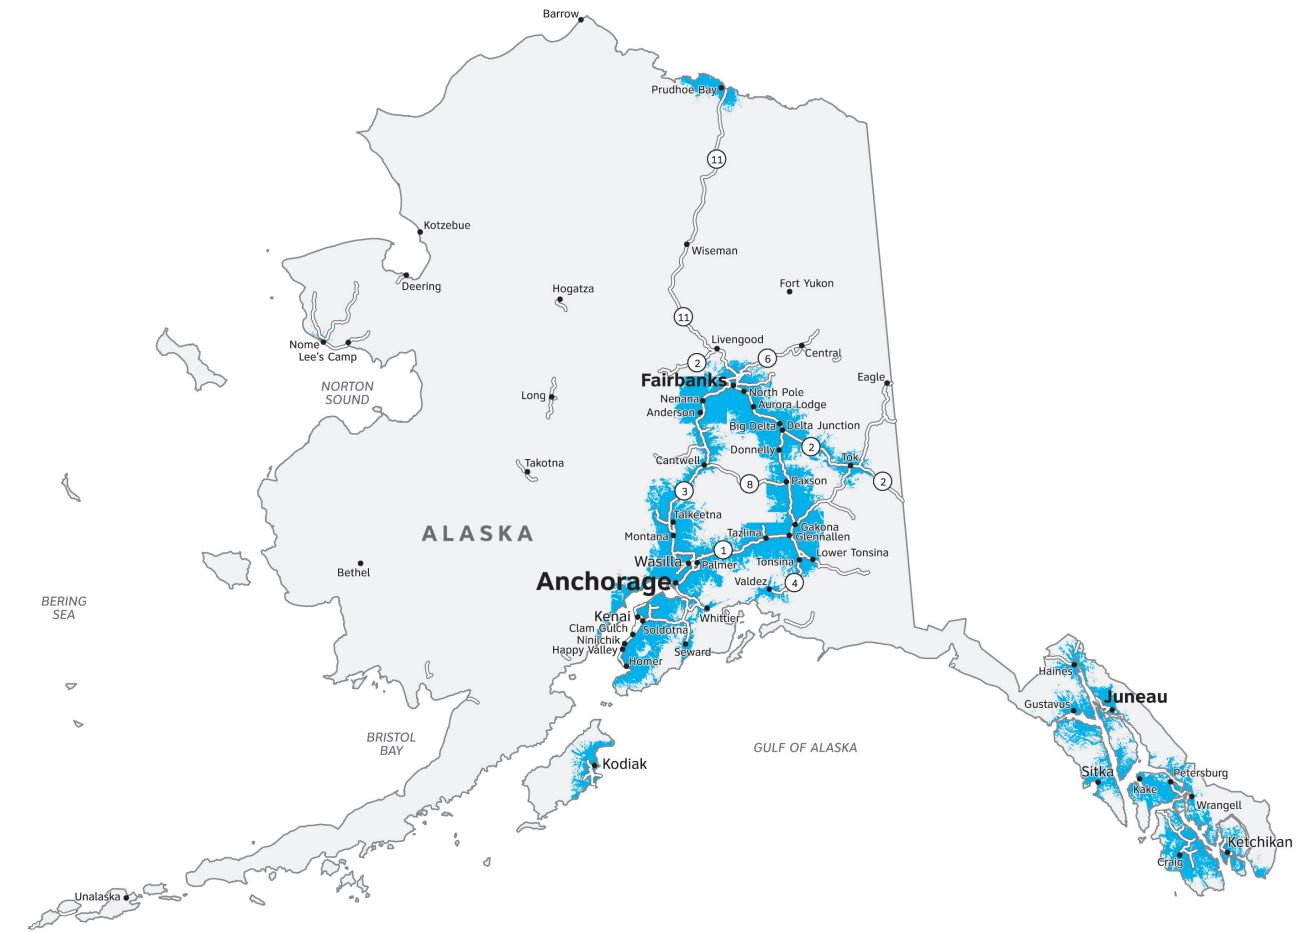 Barrow
Prudhoe Bay
11
Kotzebue
Wiseman
Deering
Hogatza
Fort Yukon
11
Nome
Lee's Camp
Livengood
2
6
Central
NORTON
SOUND
Fairbanks
Eagle
Long
Nenana
North Pole
Anderson
Aurora Lodge
Big Delta
Delta Junction
Donnelly
2
Takotna
Cantwell
Tok
3
8
Paxson
2
ALASKA
Talkeetna
Montana
Tazlina
Gakona
Glennallen
1
Wasilla
Palmer
Tonsina
Lower Tonsina
Bethel
Anchorage
Valdez
4
BERING
SEA
Kenai
Whittier
Clam Gulch
Soldotna
Ninilchik
Happy Valley
Seward
Homer
Haines
Gustavus
Juneau
BRISTOL
BAY
GULF OF ALASKA
Kodiak
Sitka
Petersburg
Kake
Wrangell
Ketchikan
Craig
Unalaska